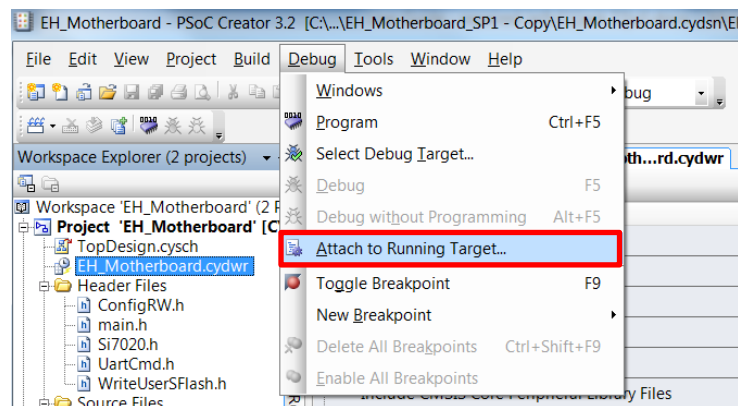 EH_Motherboard - PSoC Creator 3.2 [C:\...\EH_Motherboard_SP1 - Copy\EH_Motherboard.cydsn\E
File Edit View Project Build Debug Tools Window Help
Windows
bug
Program Ctrl+F5
Workspace Explorer (2 projects)
Select Debug Target...
oth...rd.cydwr
Debug F5
Workspace 'EH_Motherboard' (2 P
Debug without Programming Alt+F5
Project 'EH_Motherboard' [C
TopDesign.cysch
Attach to Running Target...
EH_Motherboard.cydwr
Header Files
Toggle Breakpoint F9
ConfigRW.h
New Breakpoint
main.h
Si7020.h
Delete All Breakpoints Ctrl+Shift+F9
UartCmd.h
Enable All Breakpoints
WriteUserSFlash.h
Include CMSIS Core Peripheral Library Files
Source Files